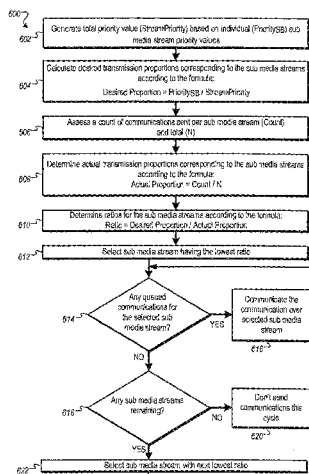 600
602
Generate total priority value (StreamPriority) based on individual (PrioritySB) sub
media stream priority values
604
Calculate desired transmission proportions corresponding to the sub media streams
according to the formula:
Desired Proportion = PrioritySB / StreamPriority
606
Assess a count of communications sent per sub media stream (Count)
and total (N)
608
Determine actual transmission proportions corresponding to the sub media streams
according to the formula:
Actual Proportion = Count / N
610
Determine ratios for the sub media streams according to the formula:
Ratio = Desired Proportion / Actual Proportion
612
Select sub media stream having the lowest ratio
614
Any queued
communications for
the selected sub
media stream?
YES
Communicate the
communication over
selected sub media
stream
618
NO
616
Any sub media streams
remaining?
NO
Don't send
communications this
cycle
620
YES
622
Select sub media stream with next lowest ratio